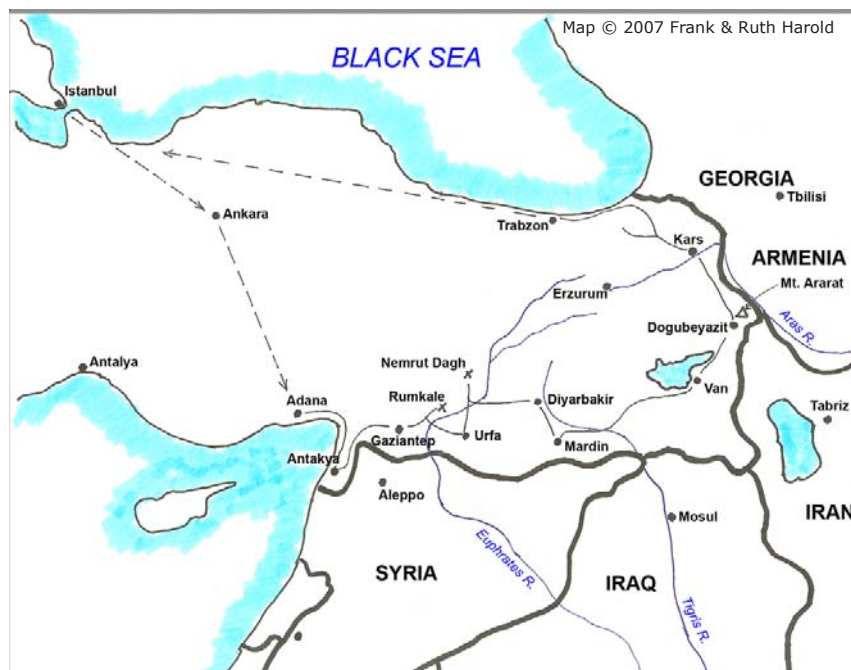 Map © 2007 Frank & Ruth Harold
BLACK SEA
Istanbul
GEORGIA
Tbilisi
Ankara
Trabzon
Kars
ARMENIA
Mt. Ararat
Erzurum
Aras R.
Dogubeyazit
Antalya
Nemrut Dagh
Van
Adana
Rumkale
Diyarbakir
Tabriz
Gaziantep
Urfa
Mardin
Antakya
Aleppo
Mosul
IRAN
Euphrates R.
SYRIA
IRAQ
Tigris R.